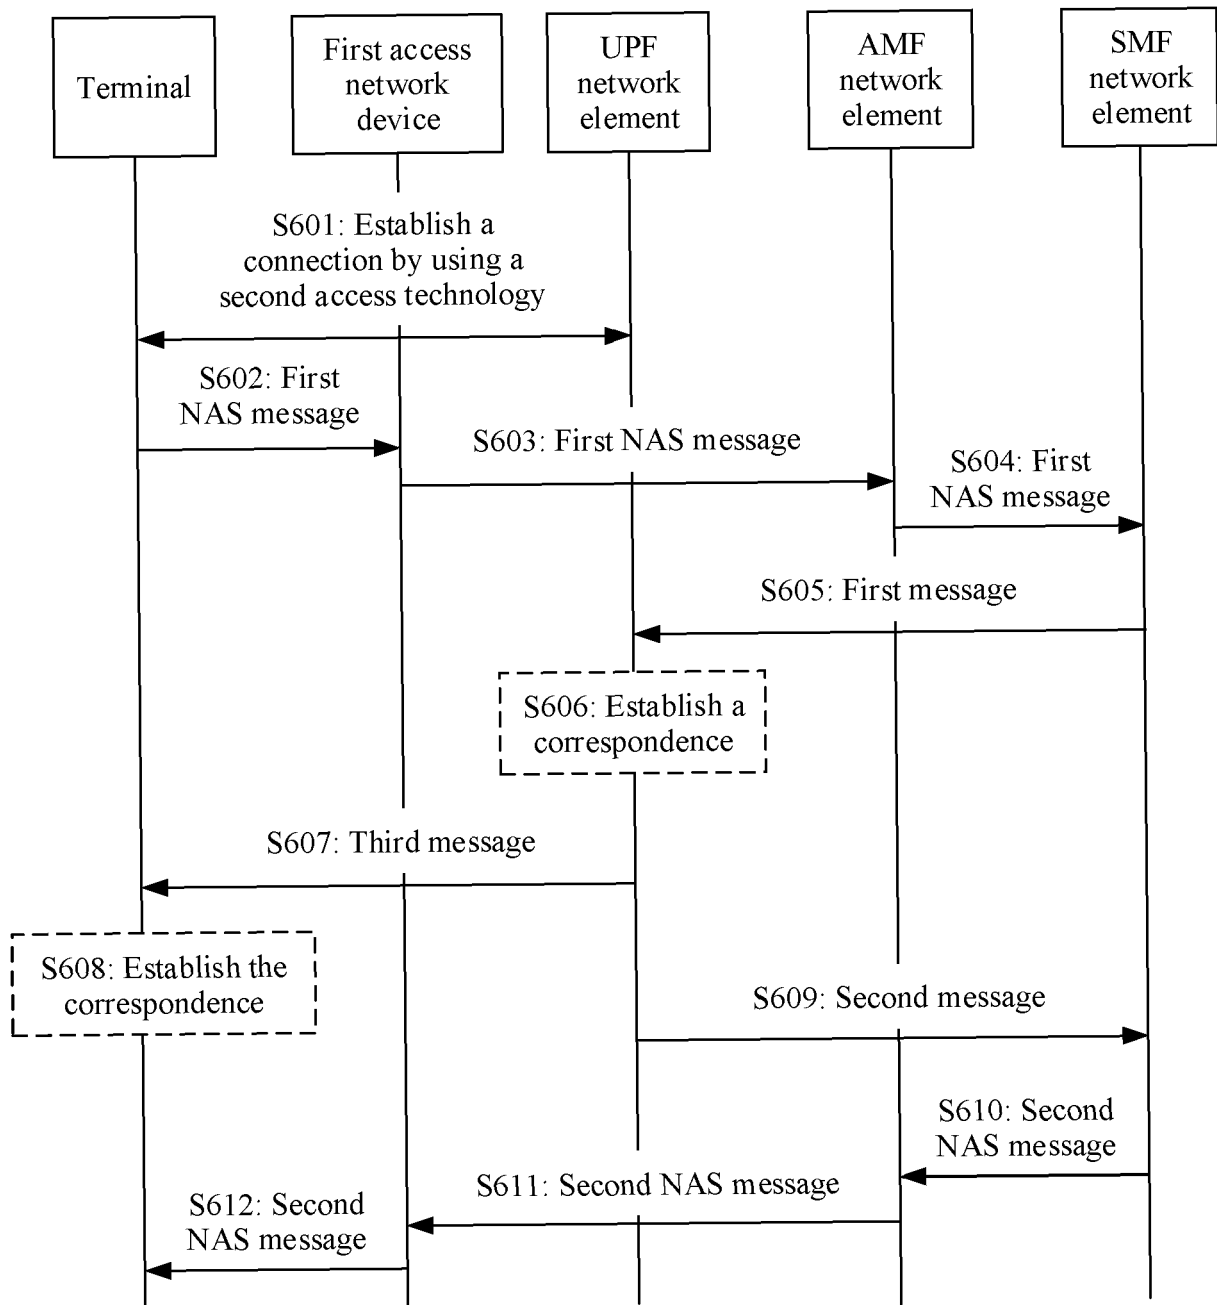 Terminal
First access
network
device
UPF
network
element
AMF
network
element
SMF
network
element
S601: Establish a
connection by using a
second access technology
S602: First
NAS message
S603: First NAS message
S604: First
NAS message
S605: First message
S606: Establish a
correspondence
S607: Third message
S608: Establish the
correspondence
S609: Second message
S610: Second
NAS message
S611: Second NAS message
S612: Second
NAS message